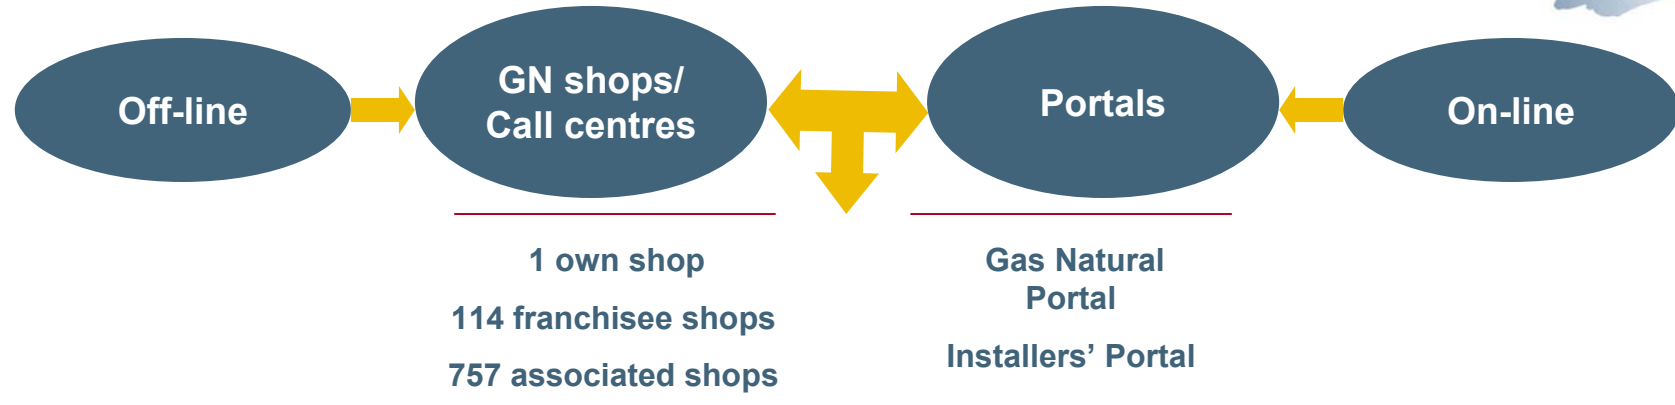 Off-line
GN shops/
Call centres
Portals
On-line
1 own shop
114 franchisee shops
757 associated shops
Gas Natural
Portal
Installers’ Portal